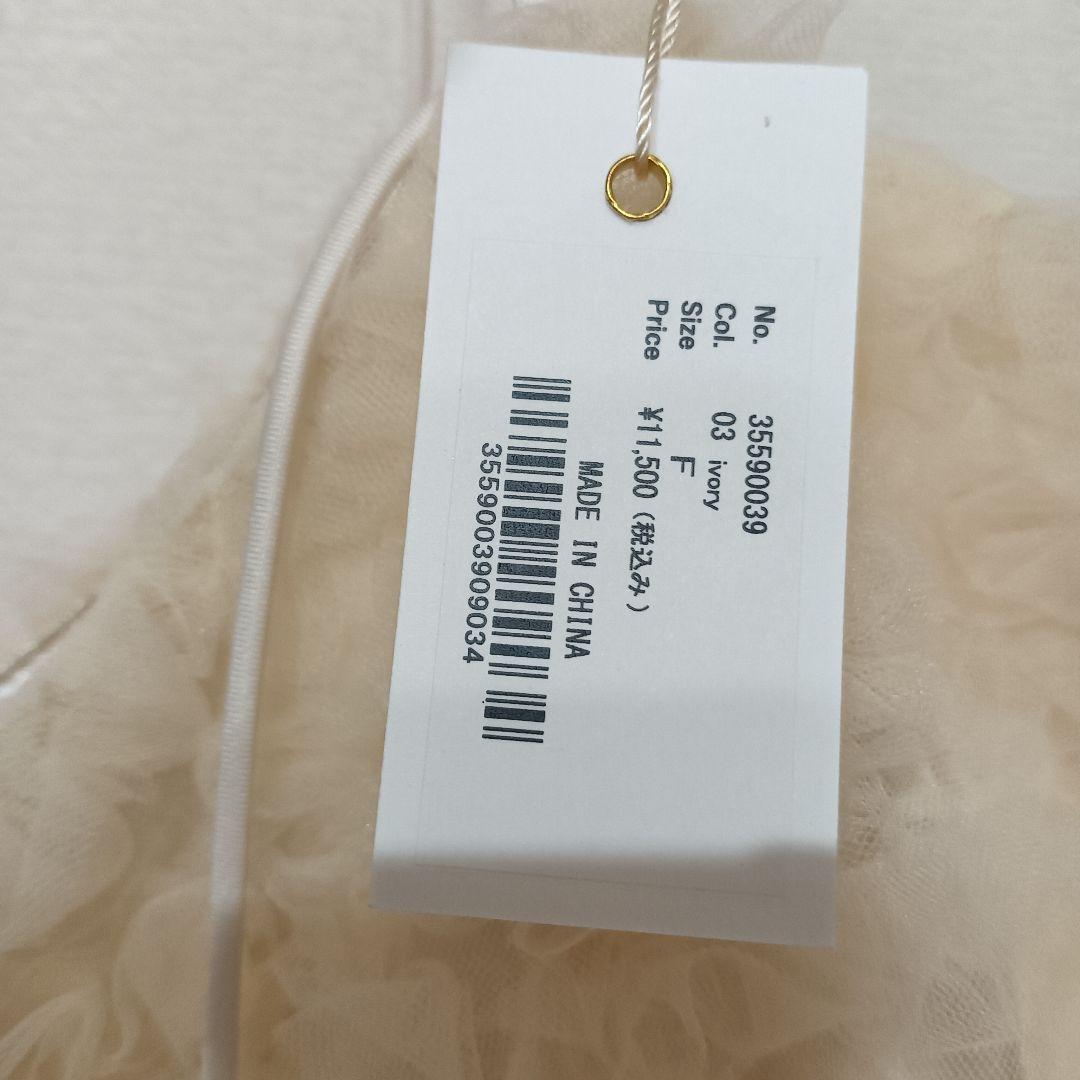 No. 35590039
Col. 03 ivory
Size F
Price ¥11,500(税込み)
MADE IN CHINA
3559003909034